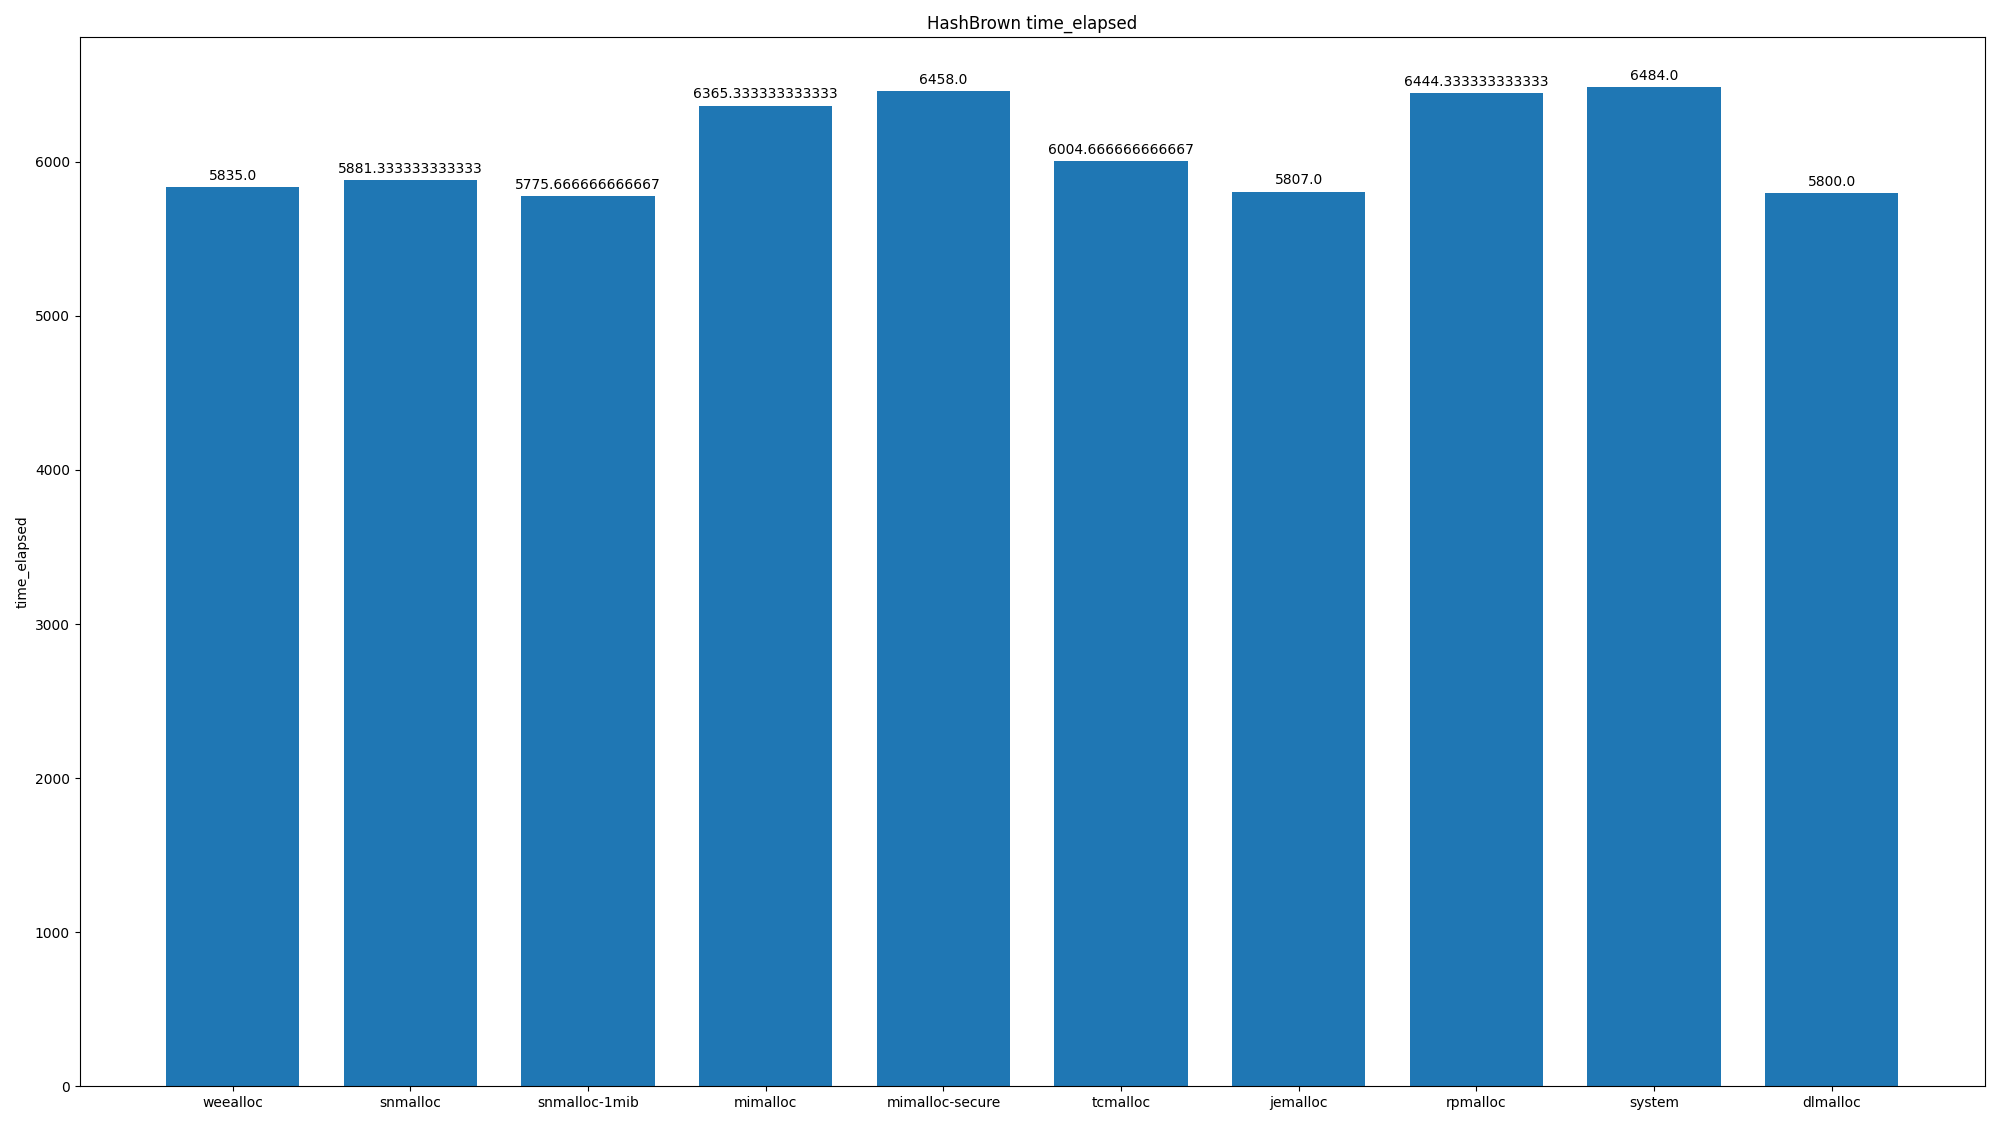 HashBrown time_elapsed
6484.0
6458.0
6444.333333333333
6365.333333333333
6004.666666666667
5881.333333333333
5835.0
5807.0
5800.0
5775.666666666667
time_elapsed
6000
5000
4000
3000
2000
1000
0
weealloc
snmalloc
snmalloc-1mib
mimalloc
mimalloc-secure
tcmalloc
jemalloc
rpmalloc
system
dlmalloc